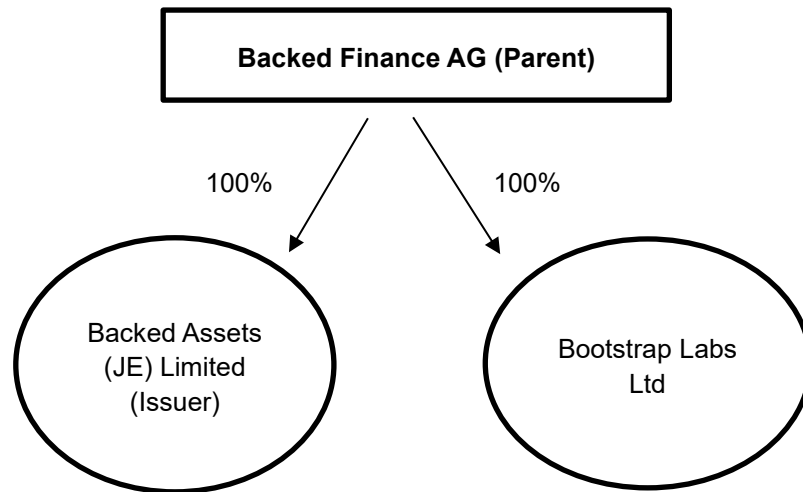 Backed Finance AG (Parent)
100%
100%
Backed Assets
(JE) Limited
(Issuer)
Bootstrap Labs
Ltd